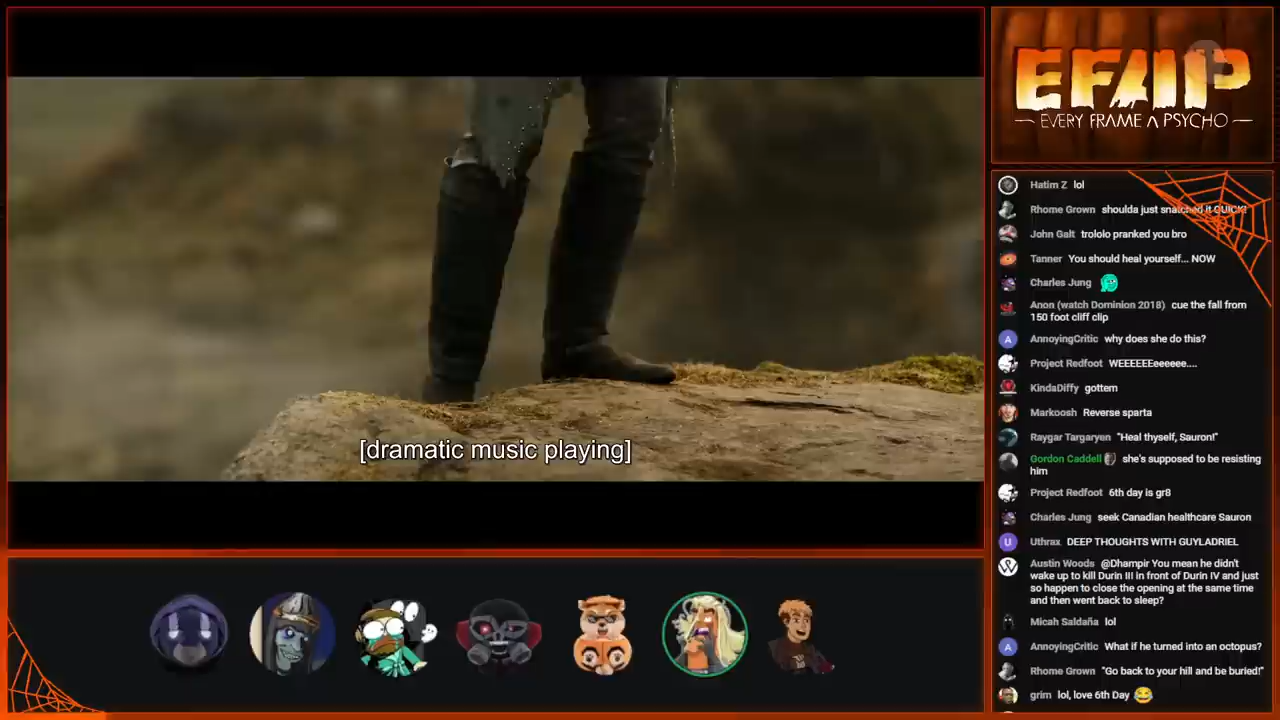 EFAIP
EVERY FRAME A PSYCHO
[dramatic music playing]
Hatim Z lol
Rhome Grown shoulda just snatched it QUICK!
John Galt trololo pranked you bro
Tanner You should heal yourself... NOW
Charles Jung
Anon (watch Dominion 2018) cue the fall from
150 foot cliff clip
A AnnoyingCritic why does she do this?
Project Redfoot WEEEEEEeeeeee....
KindaDiffy gottem
Markoosh Reverse sparta
Raygar Targaryen "Heal thyself, Sauron!"
Gordon Caddell she's supposed to be resisting
him
Project Redfoot 6th day is gr8
Charles Jung seek Canadian healthcare Sauron
U Uthrax DEEP THOUGHTS WITH GUYLADRIEL
Austin Woods @Dhampir You mean he didn't
wake up to kill Durin III in front of Durin IV and just
so happen to close the opening at the same time
and then went back to sleep?
Micah Saldaña lol
A AnnoyingCritic What if he turned into an octopus?
Rhome Grown "Go back to your hill and be buried!"
grim lol, love 6th Day